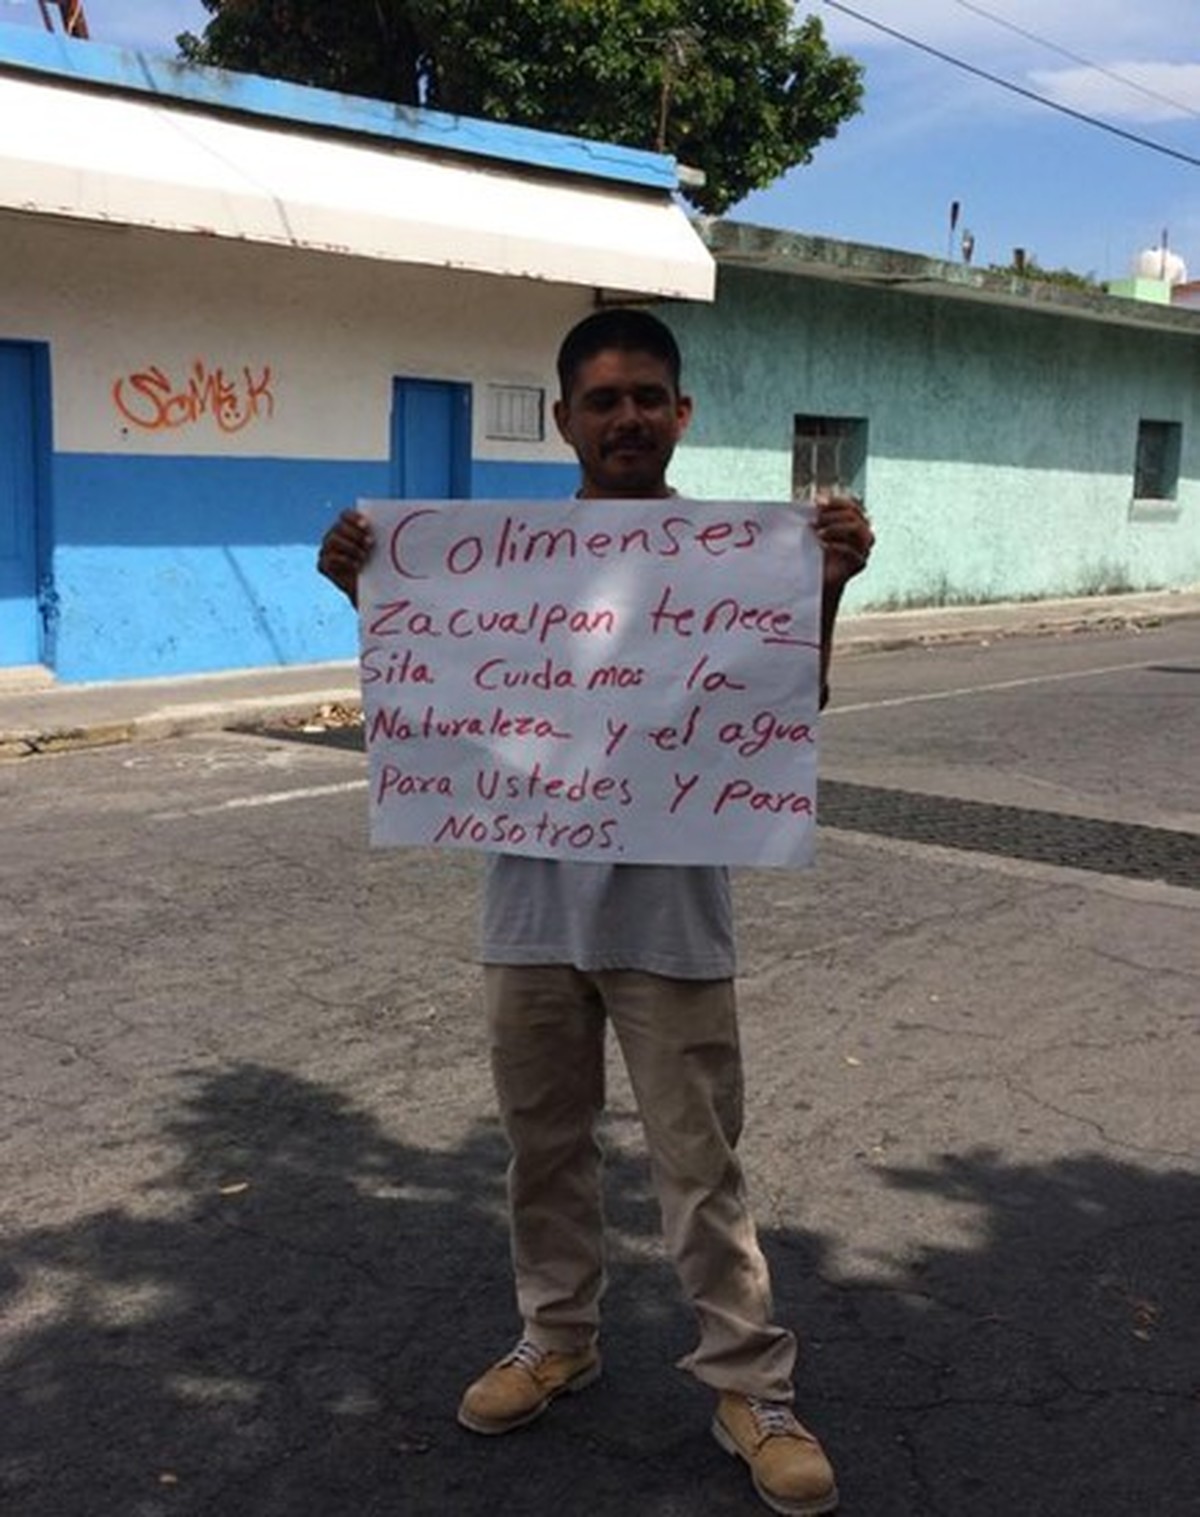 Colimenses
Zacualpan tenece
sita Cuidamos la
Naturaleza y el agua
Para Ustedes y para
Nosotros.